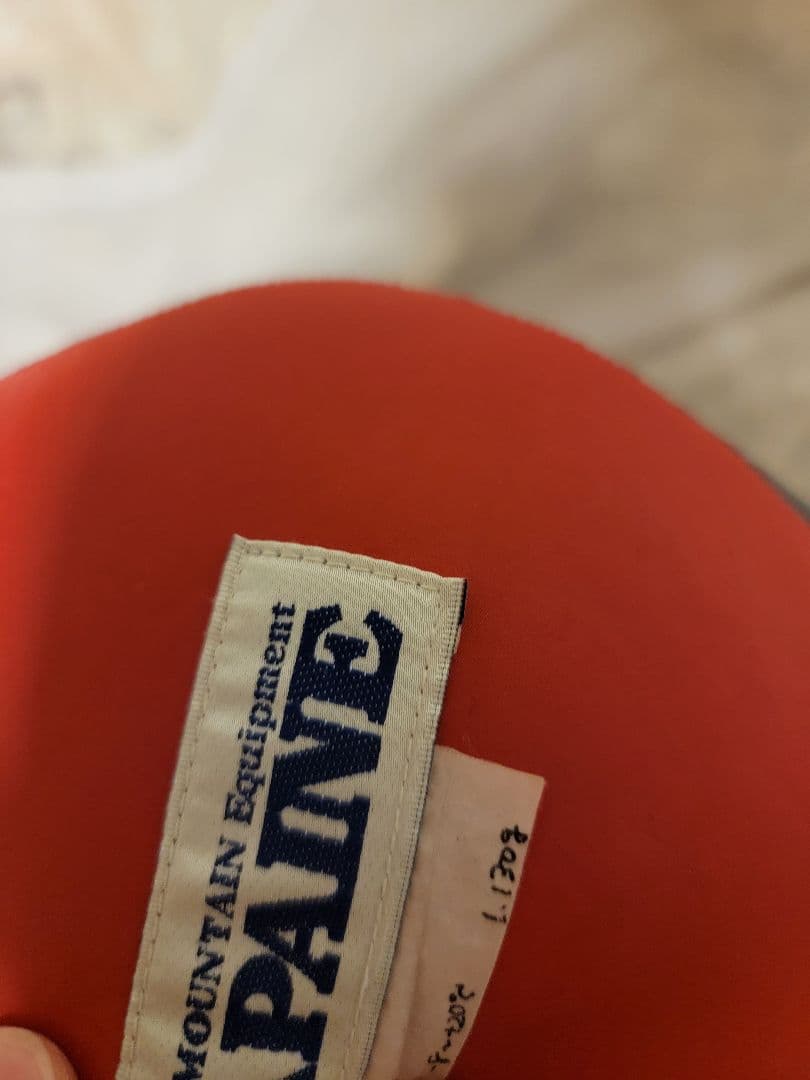 MOUNTAIN Equipment
PAINE
1.130g